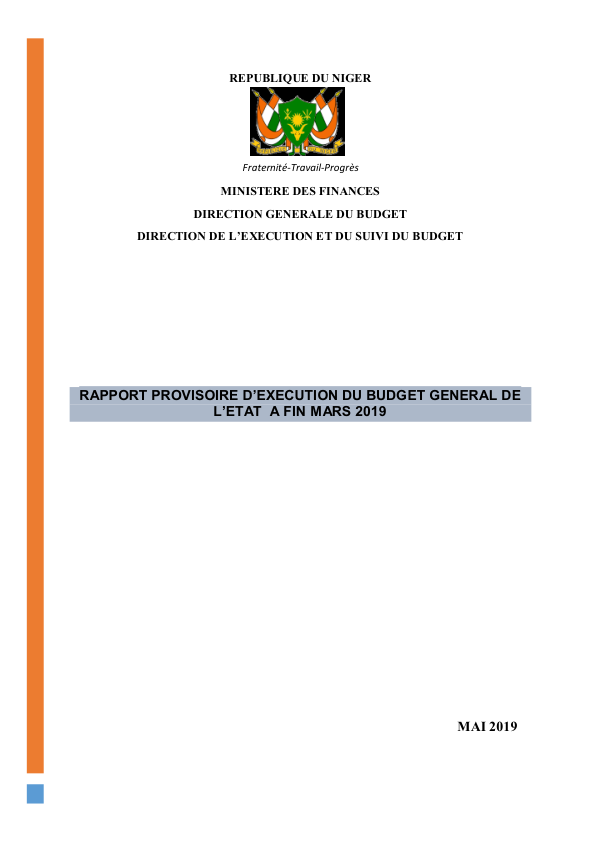 REPUBLIQUE DU NIGER
Fraternité-Travail-Progrès
MINISTERE DES FINANCES
DIRECTION GENERALE DU BUDGET
DIRECTION DE L’EXECUTION ET DU SUIVI DU BUDGET
RAPPORT PROVISOIRE D’EXECUTION DU BUDGET GENERAL DE
L’ETAT A FIN MARS 2019
MAI 2019